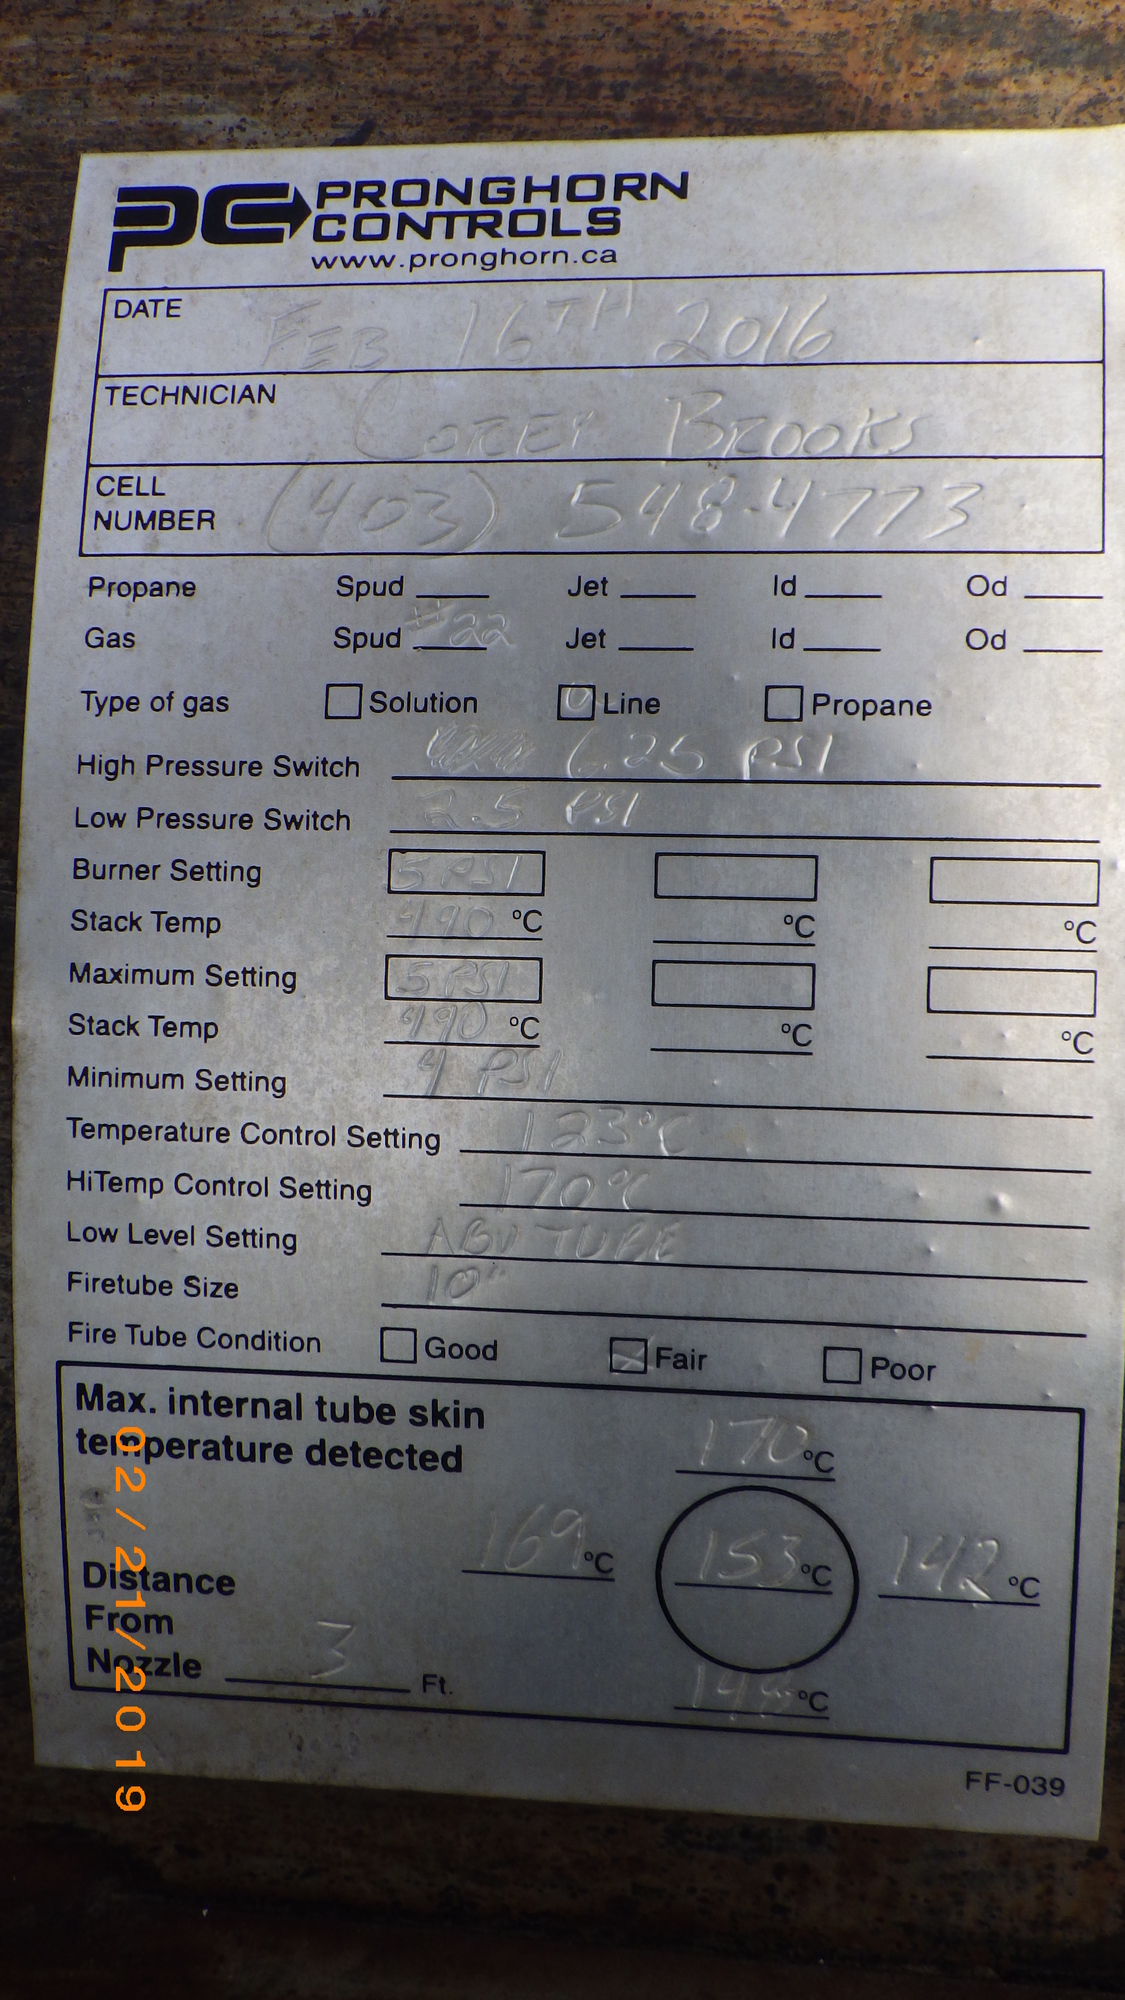 PRONGHORN
CONTROLS
www.pronghorn.ca
DATE FEB 16TH 2016
TECHNICIAN COREY BROOKS
CELL NUMBER (403) 548-4773
Propane Spud Jet Id Od
Gas Spud #22 Jet Id Od
Type of gas Solution Line Propane
High Pressure Switch 6.25 PSI
Low Pressure Switch 2.5 PSI
Burner Setting 5 PSI
Stack Temp 490 °C °C °C
Maximum Setting 5 PSI
Stack Temp 490 °C °C °C
Minimum Setting 4 PSI
Temperature Control Setting 123°C
HiTemp Control Setting 170°C
Low Level Setting ABV TUBE
Firetube Size 10"
Fire Tube Condition Good Fair Poor
Max. internal tube skin
temperature detected
170 °C
169 °C 153 °C 142 °C
Distance
From
Nozzle 3 Ft.
°C
FF-039
02/21/2019